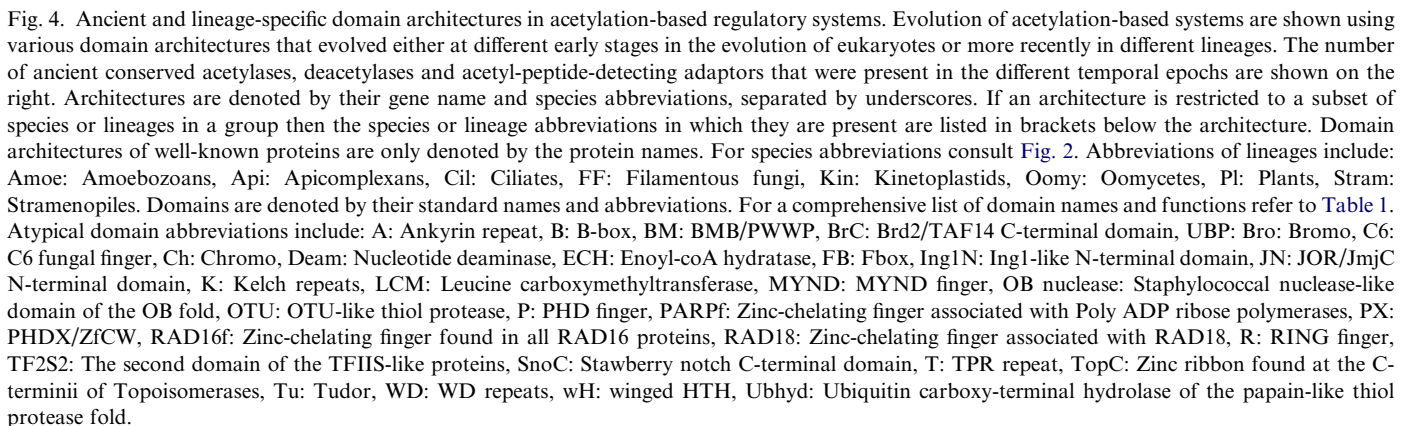 Fig. 4. Ancient and lineage-specific domain architectures in acetylation-based regulatory systems. Evolution of acetylation-based systems are shown using
various domain architectures that evolved either at different early stages in the evolution of eukaryotes or more recently in different lineages. The number
of ancient conserved acetylases, deacetylases and acetyl-peptide-detecting adaptors that were present in the different temporal epochs are shown on the
right. Architectures are denoted by their gene name and species abbreviations, separated by underscores. If an architecture is restricted to a subset of
species or lineages in a group then the species or lineage abbreviations in which they are present are listed in brackets below the architecture. Domain
architectures of well-known proteins are only denoted by the protein names. For species abbreviations consult Fig. 2. Abbreviations of lineages include:
Amoe: Amoebozoans, Api: Apicomplexans, Cil: Ciliates, FF: Filamentous fungi, Kin: Kinetoplastids, Oomy: Oomycetes, Pl: Plants, Stram:
Stramenopiles. Domains are denoted by their standard names and abbreviations. For a comprehensive list of domain names and functions refer to Table 1.
Atypical domain abbreviations include: A: Ankyrin repeat, B: B-box, BM: BMB/PWWP, BrC: Brd2/TAF14 C-terminal domain, UBP: Bro: Bromo, C6:
C6 fungal finger, Ch: Chromo, Deam: Nucleotide deaminase, ECH: Enoyl-coA hydratase, FB: Fbox, Ing1N: Ing1-like N-terminal domain, JN: JOR/JmjC
N-terminal domain, K: Kelch repeats, LCM: Leucine carboxymethyltransferase, MYND: MYND finger, OB nuclease: Staphylococcal nuclease-like
domain of the OB fold, OTU: OTU-like thiol protease, P: PHD finger, PARPf: Zinc-chelating finger associated with Poly ADP ribose polymerases, PX:
PHDX/ZfCW, RAD16f: Zinc-chelating finger found in all RAD16 proteins, RAD18: Zinc-chelating finger associated with RAD18, R: RING finger,
TF2S2: The second domain of the TFIIS-like proteins, SnoC: Stawberry notch C-terminal domain, T: TPR repeat, TopC: Zinc ribbon found at the C-
terminii of Topoisomerases, Tu: Tudor, WD: WD repeats, wH: winged HTH, Ubhyd: Ubiquitin carboxy-terminal hydrolase of the papain-like thiol
protease fold.